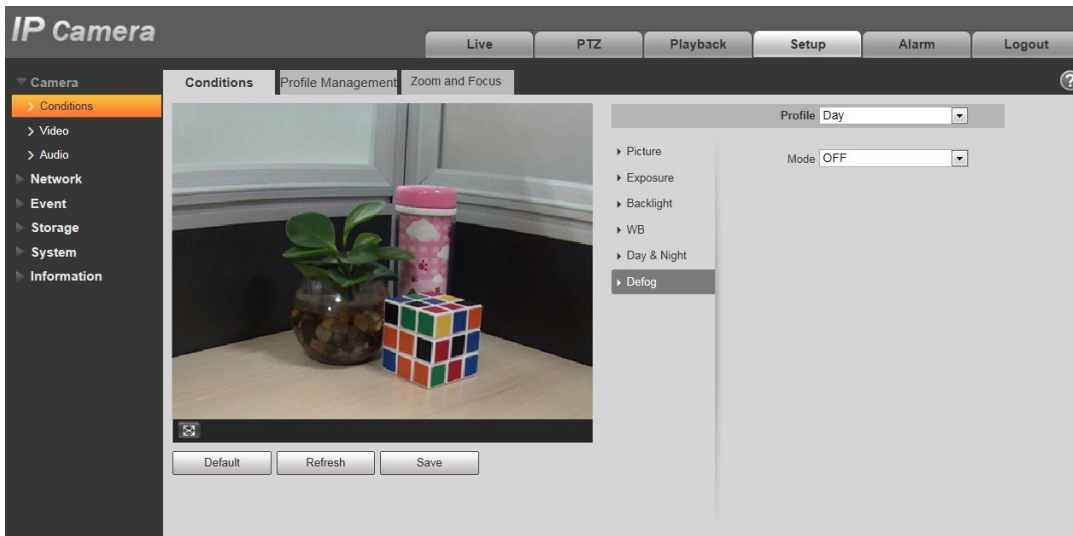 IP Camera
Live PTZ Playback Setup Alarm Logout
Camera
Conditions
Video
Audio
Network
Event
Storage
System
Information
Conditions Profile Management Zoom and Focus
?
Profile Day
Picture
Exposure
Backlight
WB
Day & Night
Defog
Mode OFF
Default Refresh Save